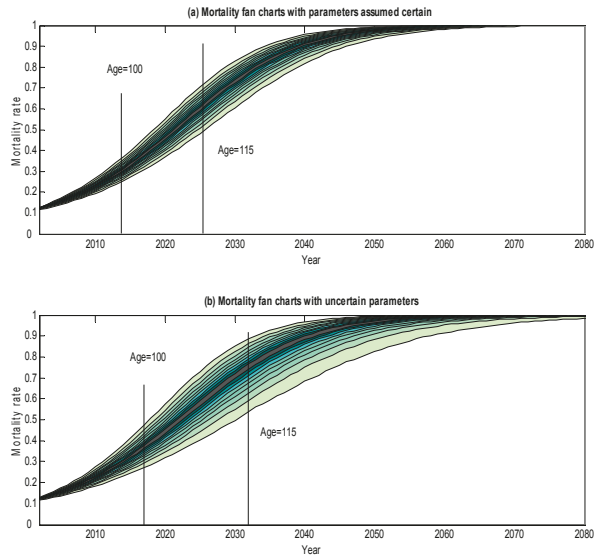 (a) Mortality fan charts with parameters assumed certain
1
0.9
0.8
0.7
0.6
0.5
0.4
0.3
0.2
0.1
0
Mortality rate
Age=100
Age=115
2010 2020 2030 2040 2050 2060 2070 2080
Year
(b) Mortality fan charts with uncertain parameters
1
0.9
0.8
0.7
0.6
0.5
0.4
0.3
0.2
0.1
0
Mortality rate
Age=100
Age=115
2010 2020 2030 2040 2050 2060 2070 2080
Year